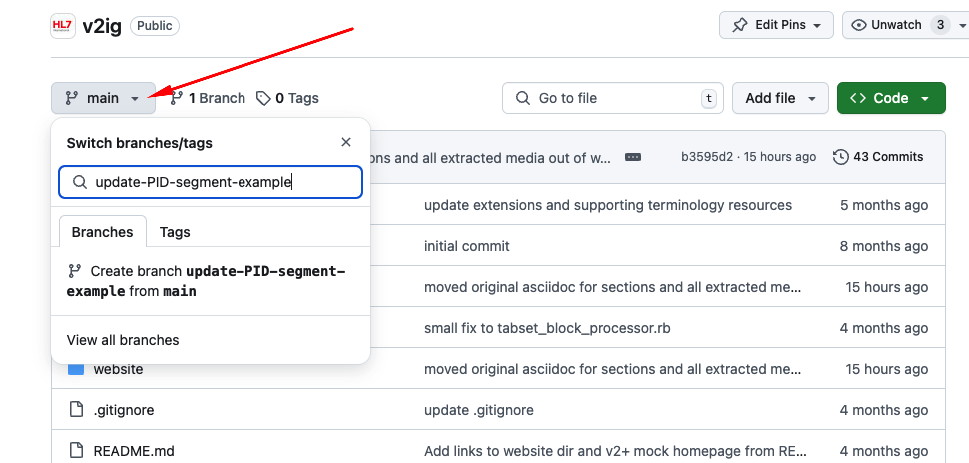 HL7 v2ig Public Edit Pins Unwatch 3
International
main 1 Branch 0 Tags Go to file t Add file Code
Switch branches/tags
ons and all extracted media out of w... b3595d2 · 15 hours ago 43 Commits
update-PID-segment-example
update extensions and supporting terminology resources 5 months ago
Branches Tags
initial commit 8 months ago
Create branch update-PID-segment-
example from main
moved original asciidoc for sections and all extracted me... 15 hours ago
small fix to tabset_block_processor.rb 4 months ago
View all branches
website moved original asciidoc for sections and all extracted me... 15 hours ago
.gitignore update .gitignore 4 months ago
README.md Add links to website dir and v2+ mock homepage from RE... 4 months ago